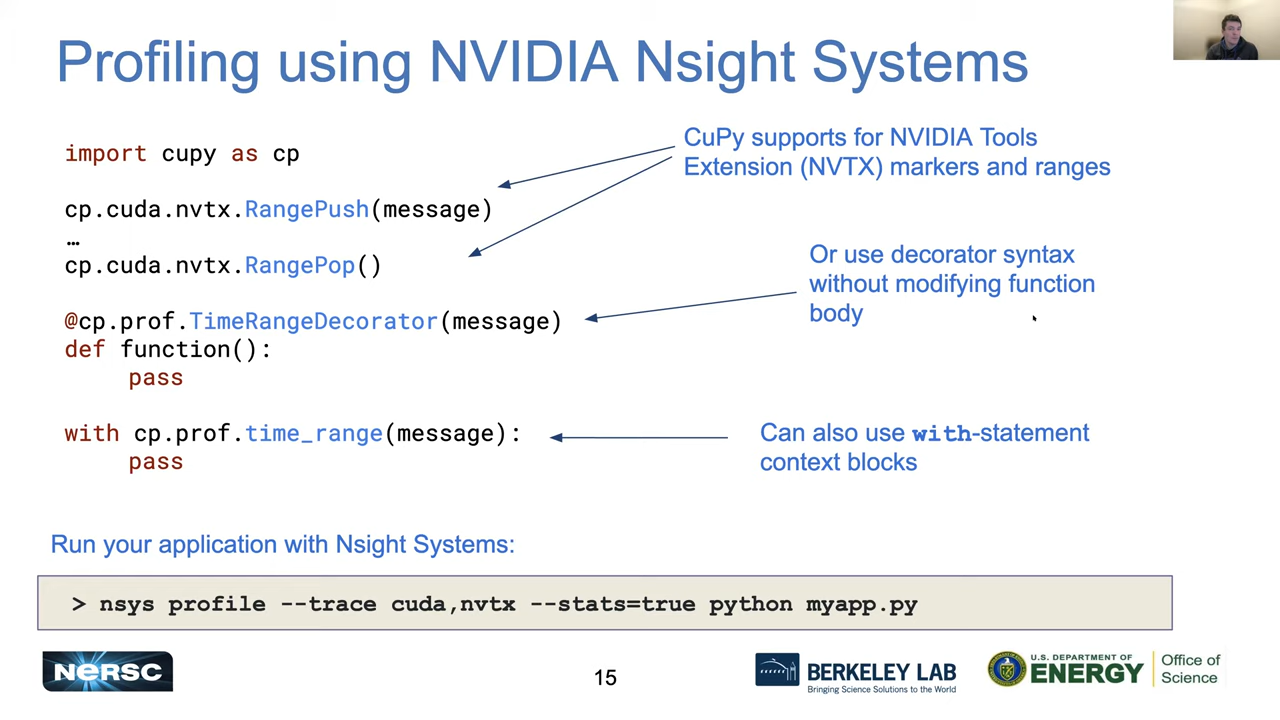 Profiling using NVIDIA Nsight Systems
import cupy as cp
cp.cuda.nvtx.RangePush(message)
…
cp.cuda.nvtx.RangePop()
@cp.prof.TimeRangeDecorator(message)
def function():
pass
with cp.prof.time_range(message):
pass
CuPy supports for NVIDIA Tools
Extension (NVTX) markers and ranges
Or use decorator syntax
without modifying function
body
Can also use with-statement
context blocks
Run your application with Nsight Systems:
> nsys profile --trace cuda,nvtx --stats=true python myapp.py
NERSC
15
BERKELEY LAB
Bringing Science Solutions to the World
U.S. DEPARTMENT OF
ENERGY
Office of
Science